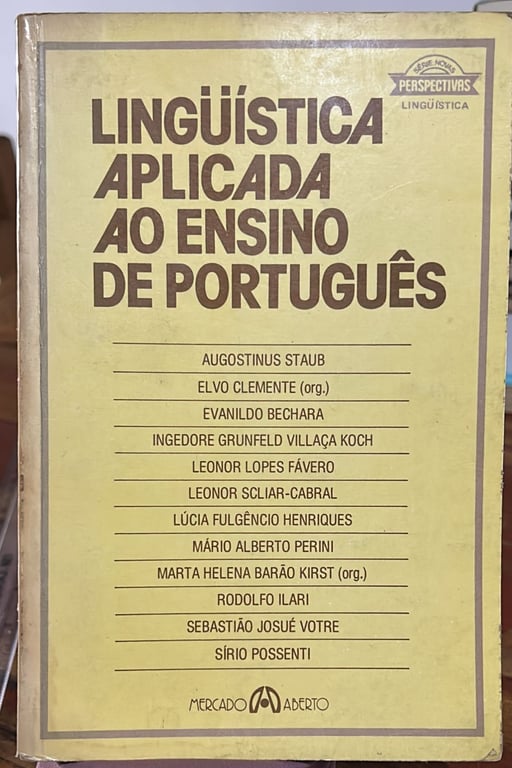 SÉRIE NOVAS
PERSPECTIVAS
LINGÜÍSTICA
LINGÜÍSTICA
APLICADA
AO ENSINO
DE PORTUGUÊS
AUGOSTINUS STAUB
ELVO CLEMENTE (org.)
EVANILDO BECHARA
INGEDORE GRUNFELD VILLAÇA KOCH
LEONOR LOPES FÁVERO
LEONOR SCLIAR-CABRAL
LÚCIA FULGÊNCIO HENRIQUES
MÁRIO ALBERTO PERINI
MARTA HELENA BARÃO KIRST (org.)
RODOLFO ILARI
SEBASTIÃO JOSUÉ VOTRE
SÍRIO POSSENTI
MERCADO ABERTO